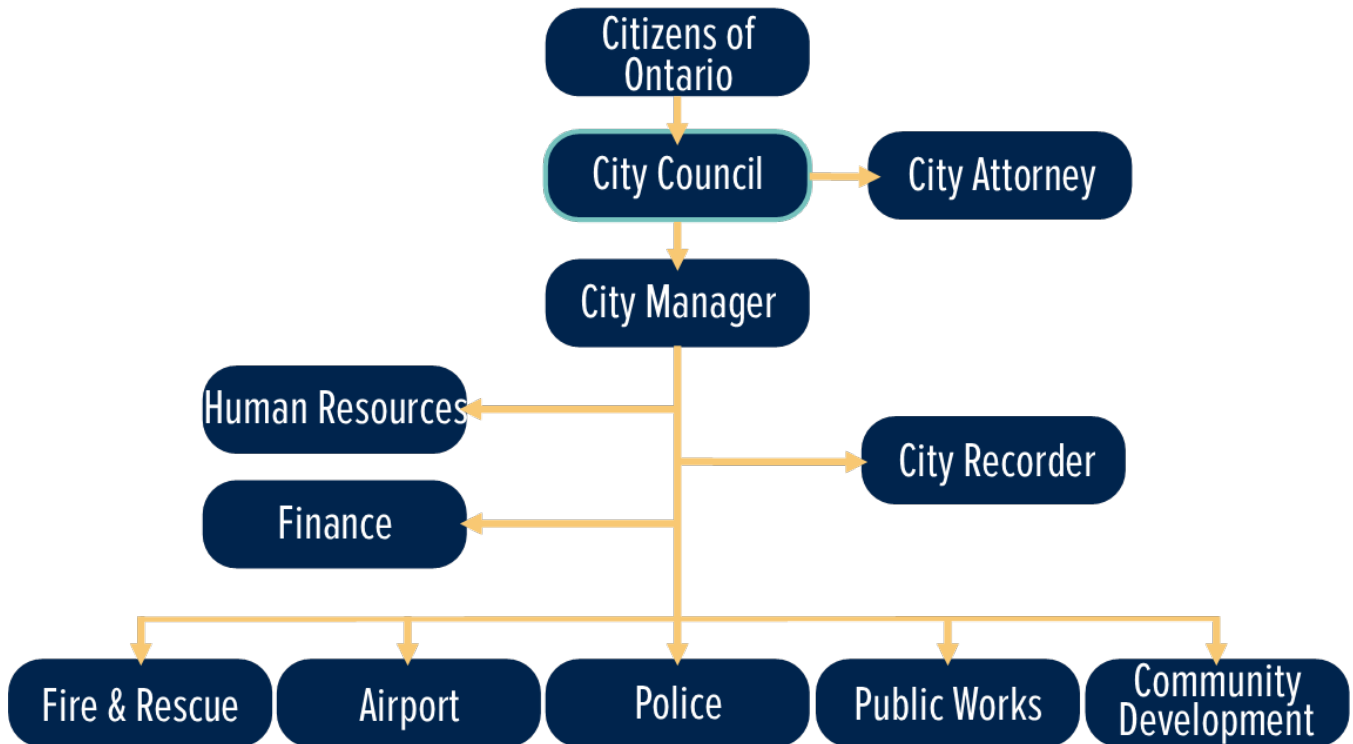 Citizens of
Ontario
City Council
City Attorney
City Manager
Human Resources
City Recorder
Finance
Fire & Rescue
Airport
Police
Public Works
Community
Development